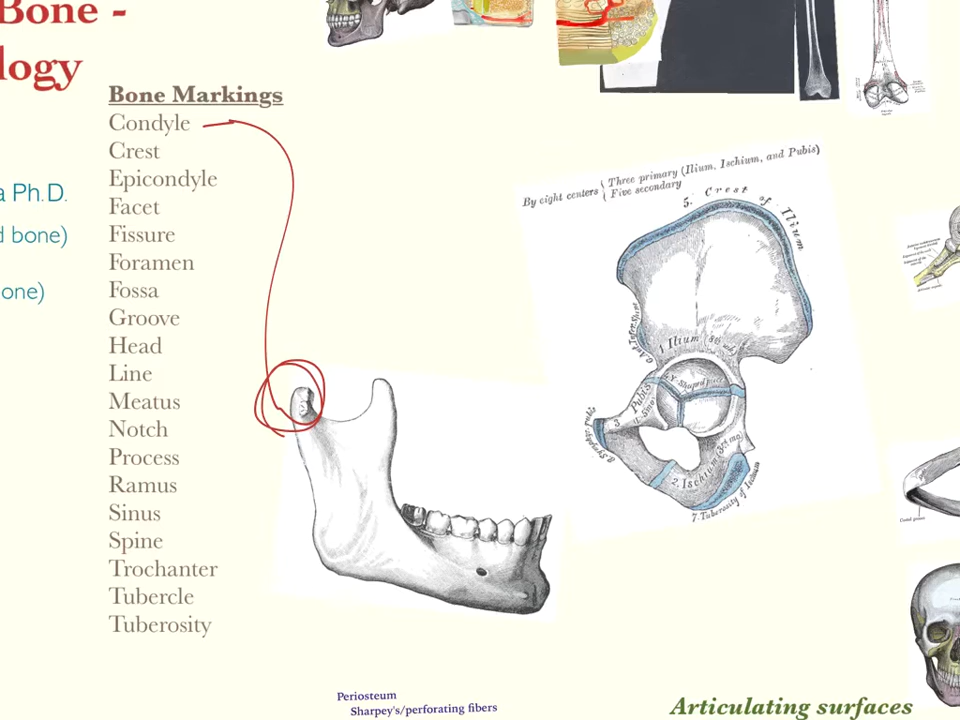 Bone -
logy
a Ph.D.
d bone)
one)
Bone Markings
Condyle
Crest
Epicondyle
Facet
Fissure
Foramen
Fossa
Groove
Head
Line
Meatus
Notch
Process
Ramus
Sinus
Spine
Trochanter
Tubercle
Tuberosity
By eight centers { Three primary (Ilium, Ischium, and Pubis)
Five secondary
5. Crest of Ilium
1 Ilium
4. Y-Shaped piece
Pubis
3
2. Ischium
7. Tuberosity of Ischium
Periosteum
Sharpey's/perforating fibers
Articulating surfaces